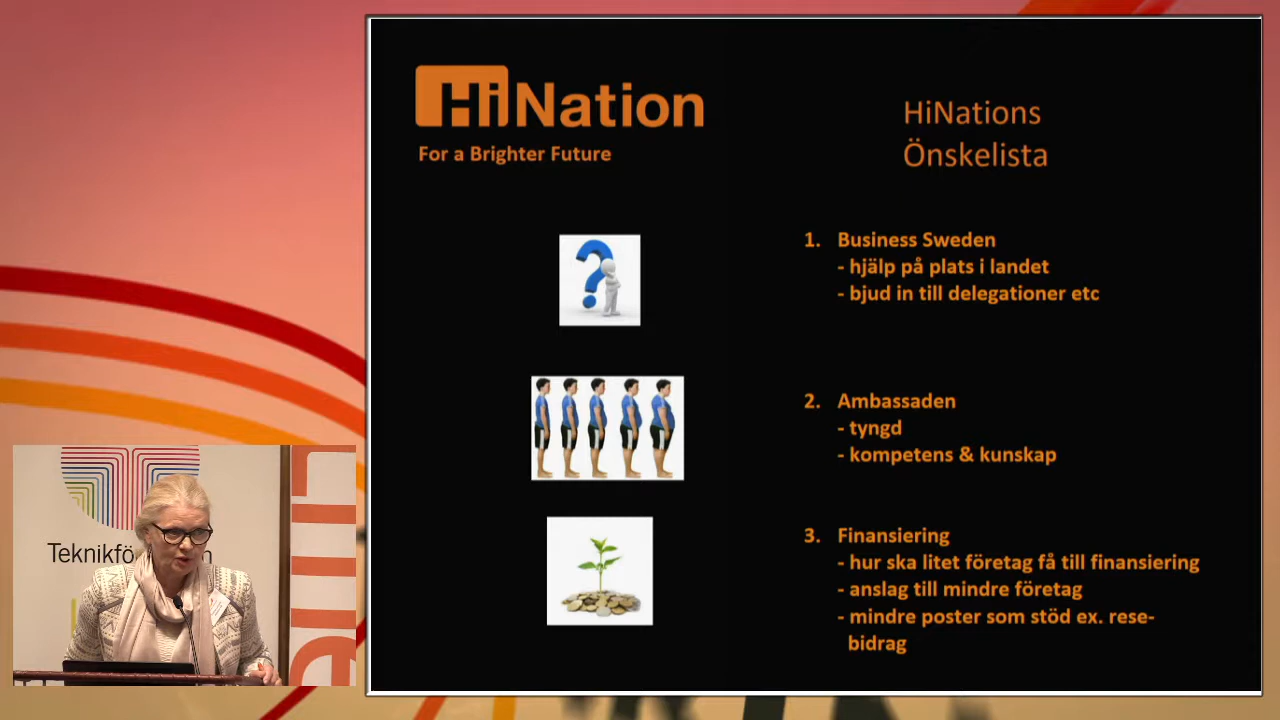 HiNation
For a Brighter Future
HiNations
Önskelista
1. Business Sweden
- hjälp på plats i landet
- bjud in till delegationer etc
2. Ambassaden
- tyngd
- kompetens & kunskap
3. Finansiering
- hur ska litet företag få till finansiering
- anslag till mindre företag
- mindre poster som stöd ex. rese-
bidrag